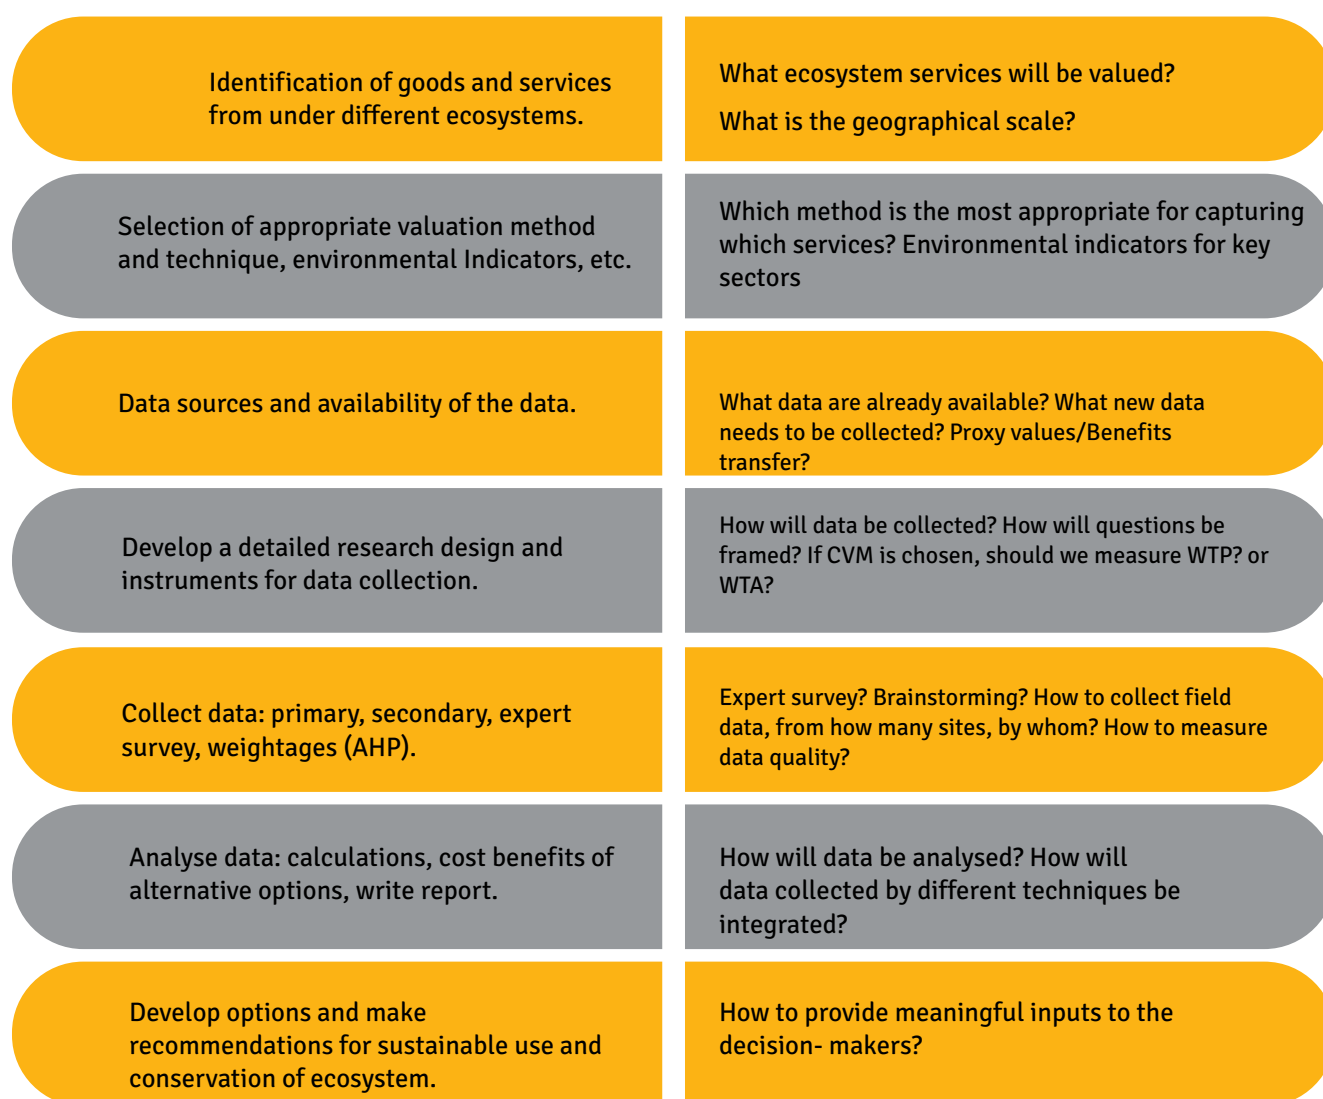 Identification of goods and services
from under different ecosystems.
What ecosystem services will be valued?
What is the geographical scale?
Selection of appropriate valuation method
and technique, environmental Indicators, etc.
Which method is the most appropriate for capturing
which services? Environmental indicators for key
sectors
Data sources and availability of the data.
What data are already available? What new data
needs to be collected? Proxy values/Benefits
transfer?
Develop a detailed research design and
instruments for data collection.
How will data be collected? How will questions be
framed? If CVM is chosen, should we measure WTP? or
WTA?
Collect data: primary, secondary, expert
survey, weightages (AHP).
Expert survey? Brainstorming? How to collect field
data, from how many sites, by whom? How to measure
data quality?
Analyse data: calculations, cost benefits of
alternative options, write report.
How will data be analysed? How will
data collected by different techniques be
integrated?
Develop options and make
recommendations for sustainable use and
conservation of ecosystem.
How to provide meaningful inputs to the
decision- makers?